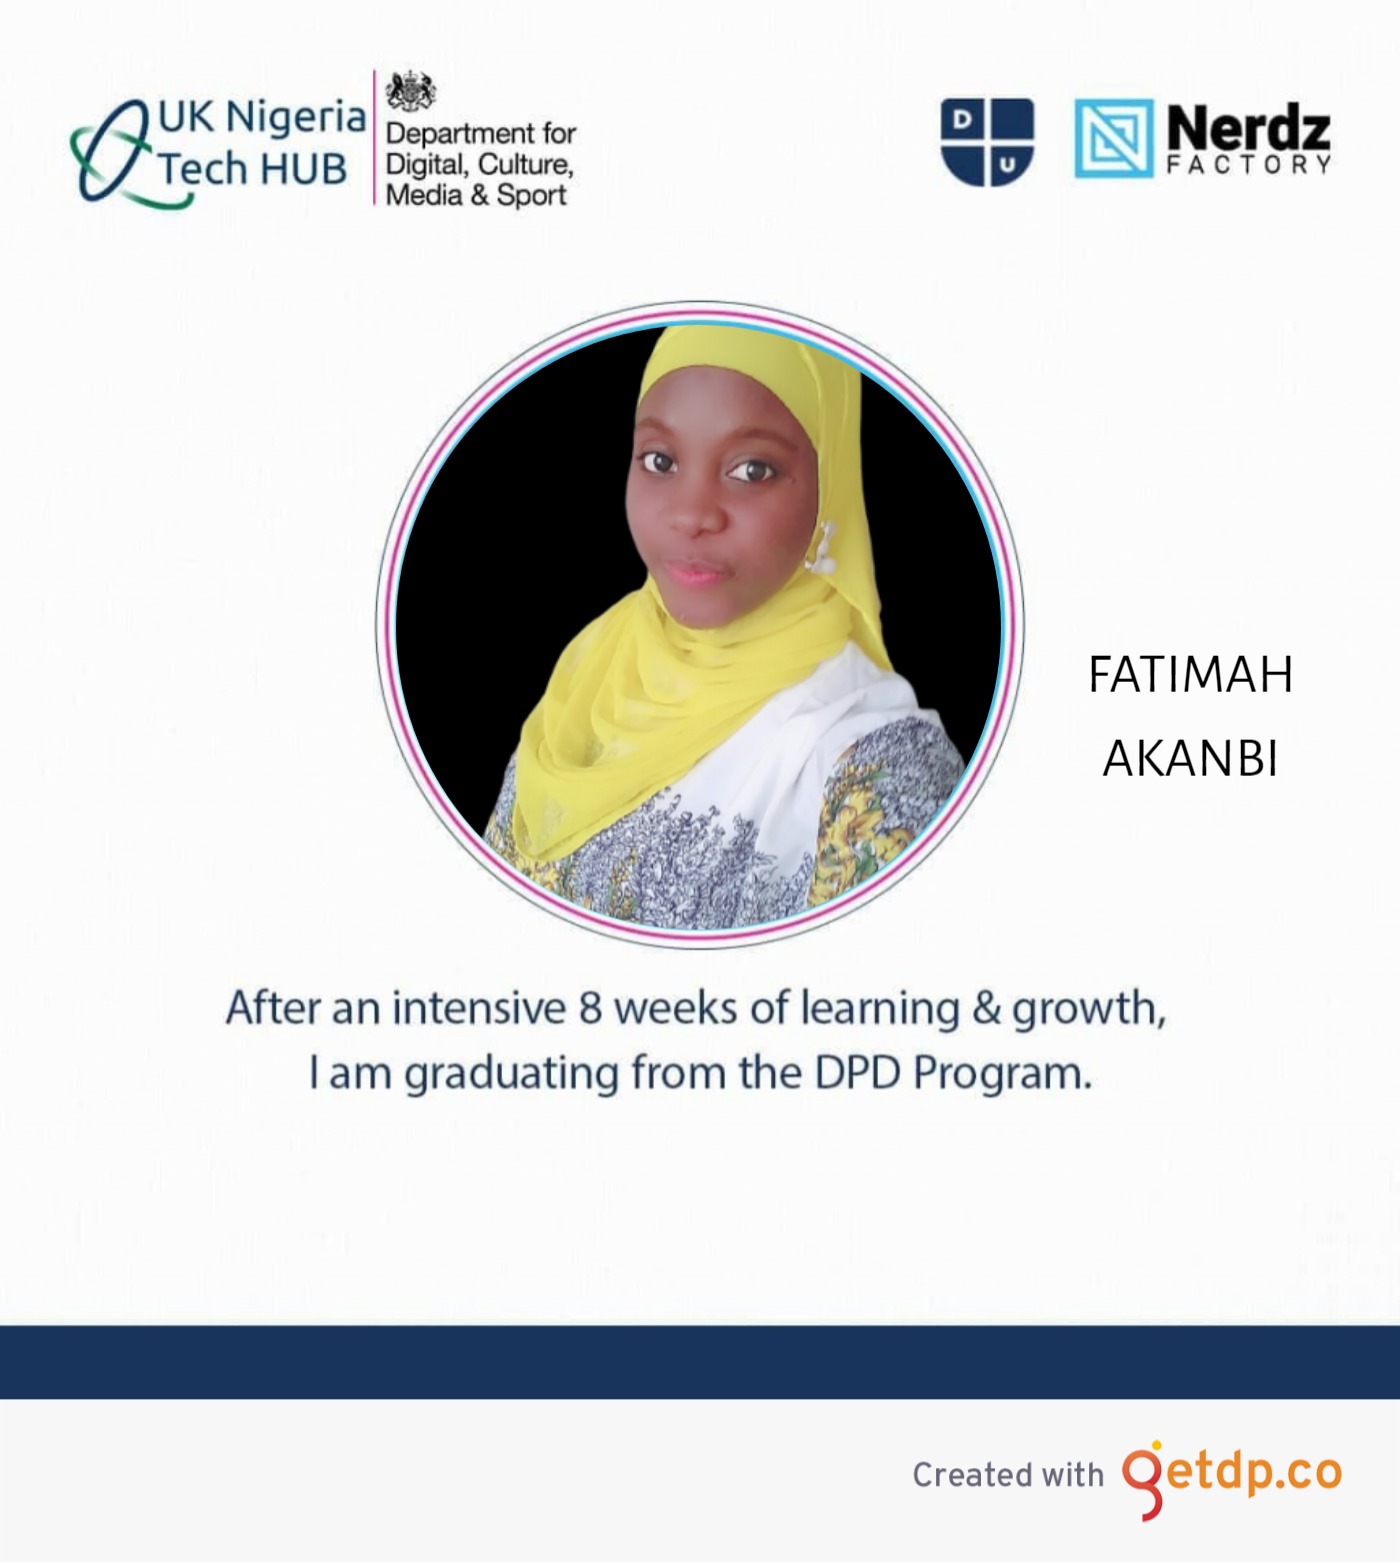 UK Nigeria
Tech HUB
Department for
Digital, Culture,
Media & Sport
D
U
Nerdz
FACTORY
FATIMAH
AKANBI
After an intensive 8 weeks of learning & growth,
I am graduating from the DPD Program.
Created with getdp.co